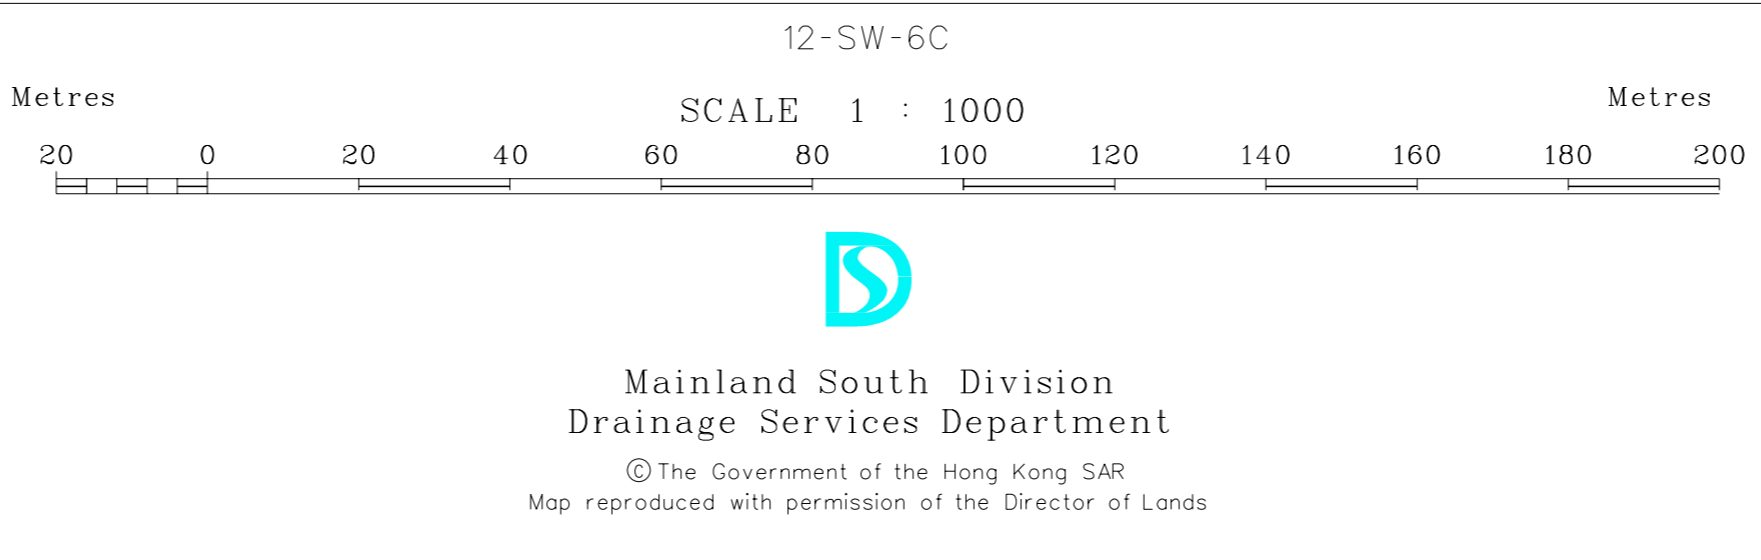 12-SW-6C
Metres Metres
SCALE 1 : 1000
20 0 20 40 60 80 100 120 140 160 180 200
Mainland South Division
Drainage Services Department
© The Government of the Hong Kong SAR
Map reproduced with permission of the Director of Lands